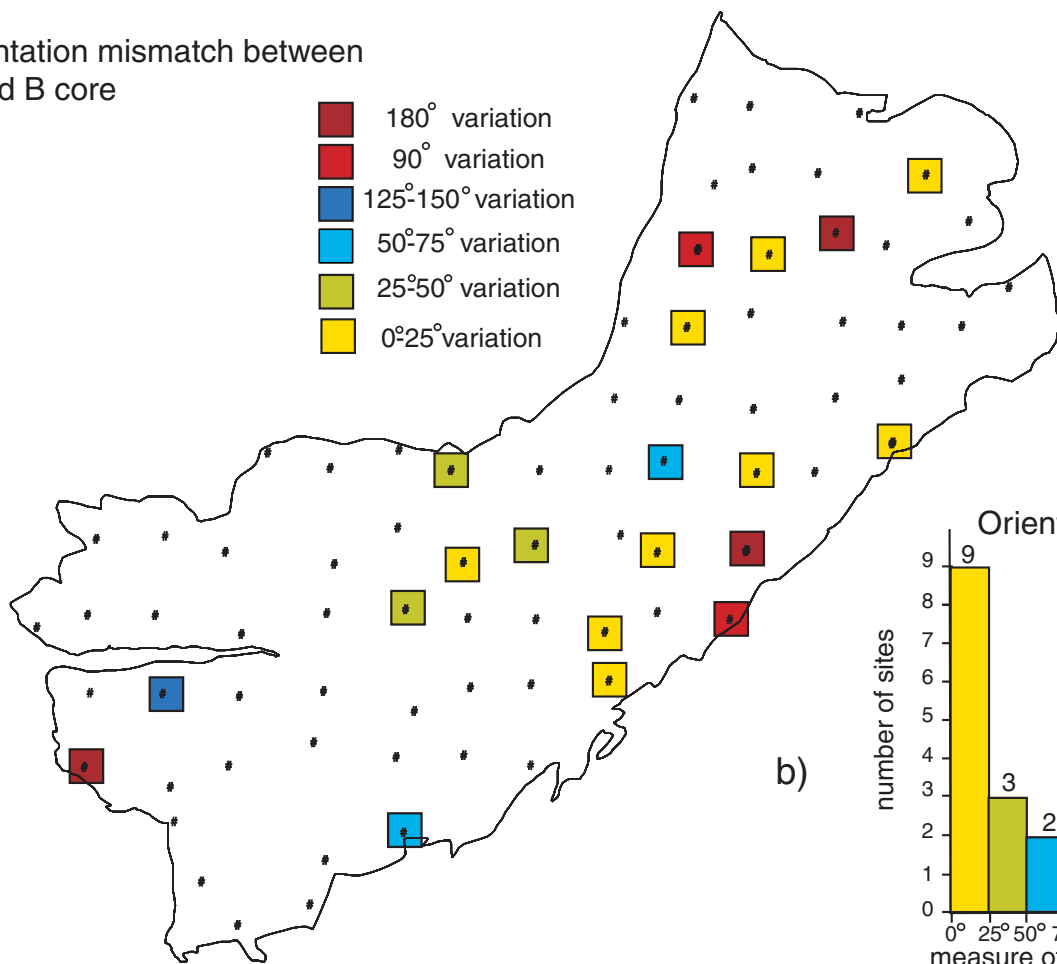 ntation mismatch between
d B core
180° variation
90° variation
125°-150° variation
50°-75° variation
25°-50° variation
0°-25° variation
b)
Orien
number of sites
9
8
7
6
5
4
3
2
1
0
9
3
2
0° 25° 50° 7
measure o